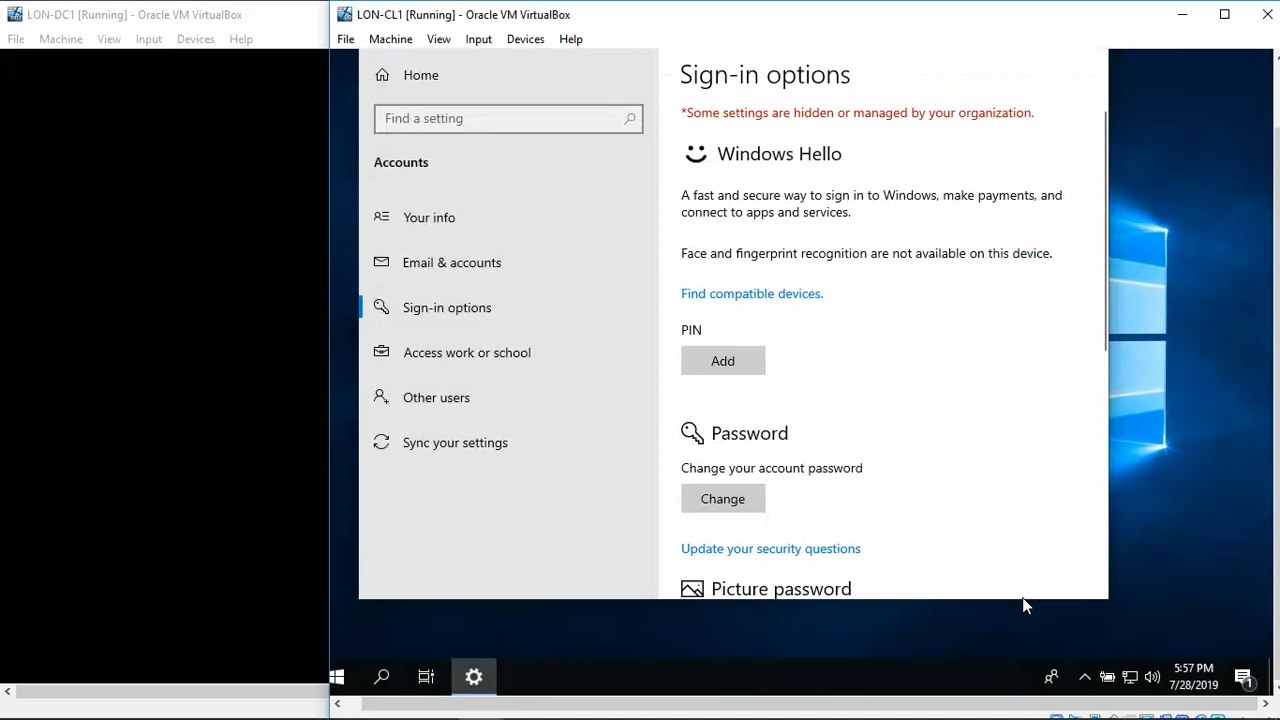 LON-DC1 [Running] - Oracle VM VirtualBox
File Machine View Input Devices Help
LON-CL1 [Running] - Oracle VM VirtualBox
File Machine View Input Devices Help
Home
Find a setting
Accounts
Your info
Email & accounts
Sign-in options
Access work or school
Other users
Sync your settings
Sign-in options
*Some settings are hidden or managed by your organization.
Windows Hello
A fast and secure way to sign in to Windows, make payments, and
connect to apps and services.
Face and fingerprint recognition are not available on this device.
Find compatible devices.
PIN
Add
Password
Change your account password
Change
Update your security questions
Picture password
5:57 PM
7/28/2019
1